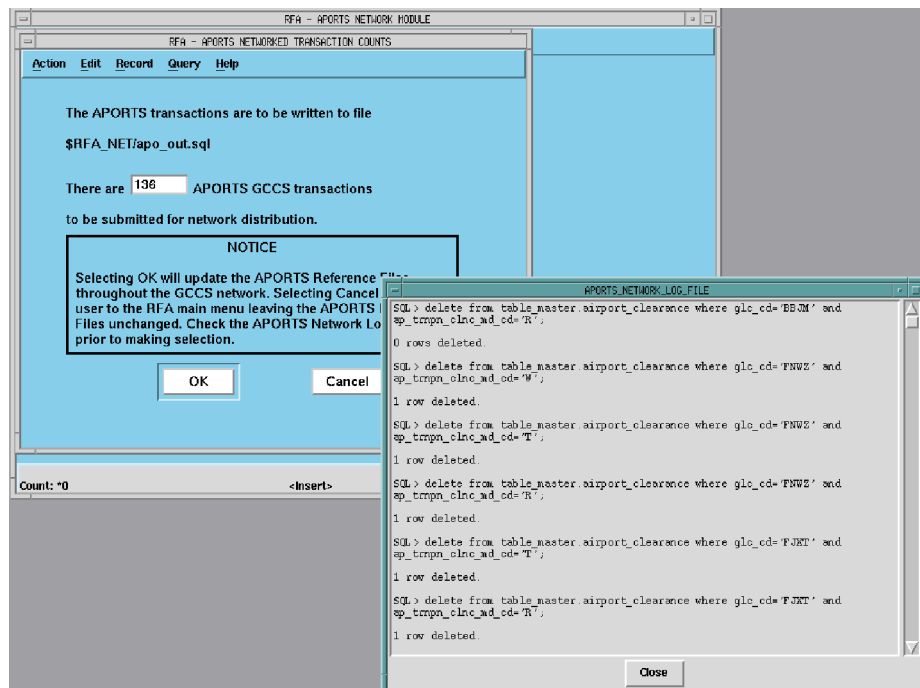 RFA - APORTS NETWORK MODULE
RFA - APORTS NETWORKED TRANSACTION COUNTS
Action Edit Record Query Help
The APORTS transactions are to be written to file
$RFA_NET/apo_out.sql
There are 136 APORTS GCCS transactions
to be submitted for network distribution.
NOTICE
Selecting OK will update the APORTS Reference Files
throughout the GCCS network. Selecting Cancel
user to the RFA main menu leaving the APORTS
Files unchanged. Check the APORTS Network Lo
prior to making selection.
OK Cancel
Count: *0 <Insert>
APORTS_NETWORK_LOG_FILE
SQL> delete from table_master.airport_clearance where glc_cd='BBJM' and
ap_trnpn_clnc_md_cd='R';
0 rows deleted.
SQL> delete from table_master.airport_clearance where glc_cd='FNWZ' and
ap_trnpn_clnc_md_cd='W';
1 row deleted.
SQL> delete from table_master.airport_clearance where glc_cd='FNWZ' and
ap_trnpn_clnc_md_cd='T';
1 row deleted.
SQL> delete from table_master.airport_clearance where glc_cd='FNWZ' and
ap_trnpn_clnc_md_cd='R';
1 row deleted.
SQL> delete from table_master.airport_clearance where glc_cd='FJXT' and
ap_trnpn_clnc_md_cd='T';
1 row deleted.
SQL> delete from table_master.airport_clearance where glc_cd='FJXT' and
ap_trnpn_clnc_md_cd='R';
1 row deleted.
Close